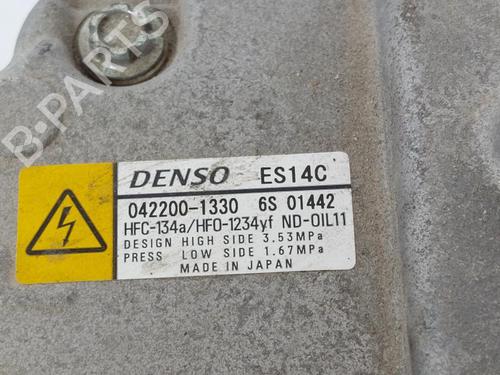 B-PARTS
DENSO ES14C
042200-1330 6S 01442
HFC-134a/HFO-1234yf ND-OIL11
DESIGN HIGH SIDE 3.53MPa
PRESS LOW SIDE 1.67MPa
MADE IN JAPAN